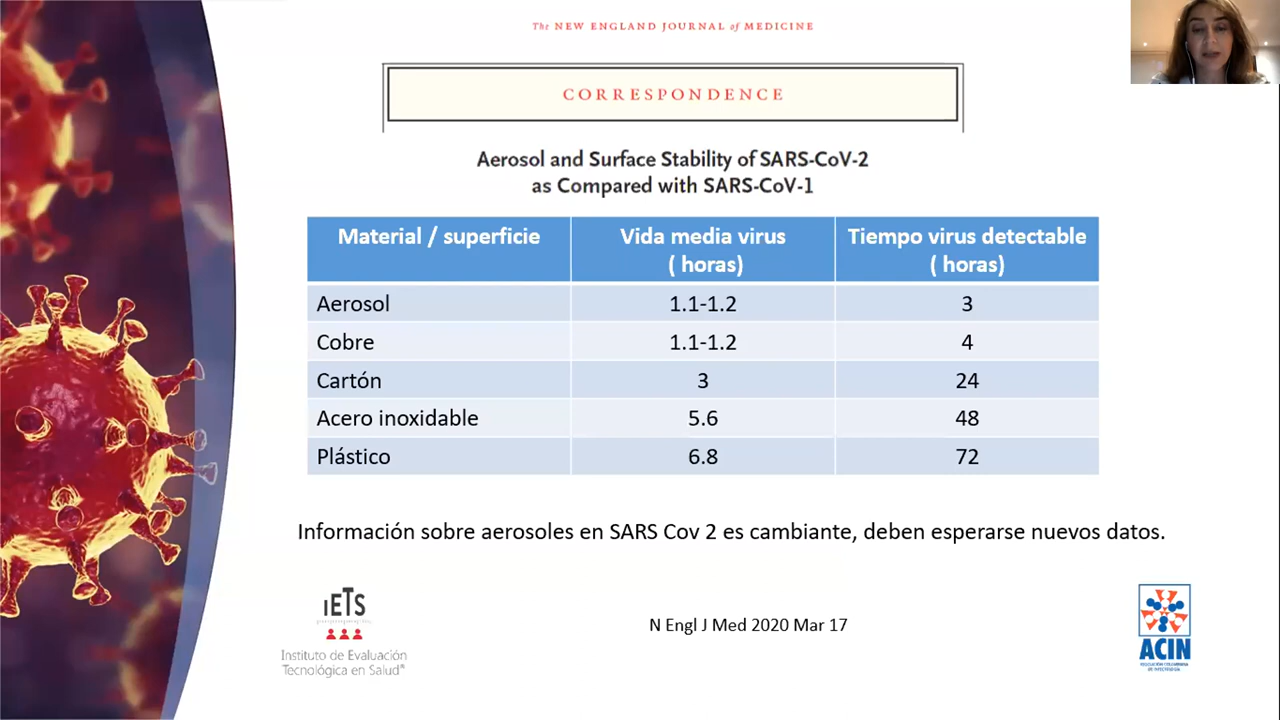 The NEW ENGLAND JOURNAL of MEDICINE
CORRESPONDENCE
Aerosol and Surface Stability of SARS-CoV-2
as Compared with SARS-CoV-1
Material / superficie Vida media virus ( horas) Tiempo virus detectable ( horas)
Aerosol 1.1-1.2 3
Cobre 1.1-1.2 4
Cartón 3 24
Acero inoxidable 5.6 48
Plástico 6.8 72
Información sobre aerosoles en SARS Cov 2 es cambiante, deben esperarse nuevos datos.
IETS
Instituto de Evaluación
Tecnológica en Salud®
N Engl J Med 2020 Mar 17
ACIN
ASOCIACIÓN COLOMBIANA
DE INFECTOLOGÍA